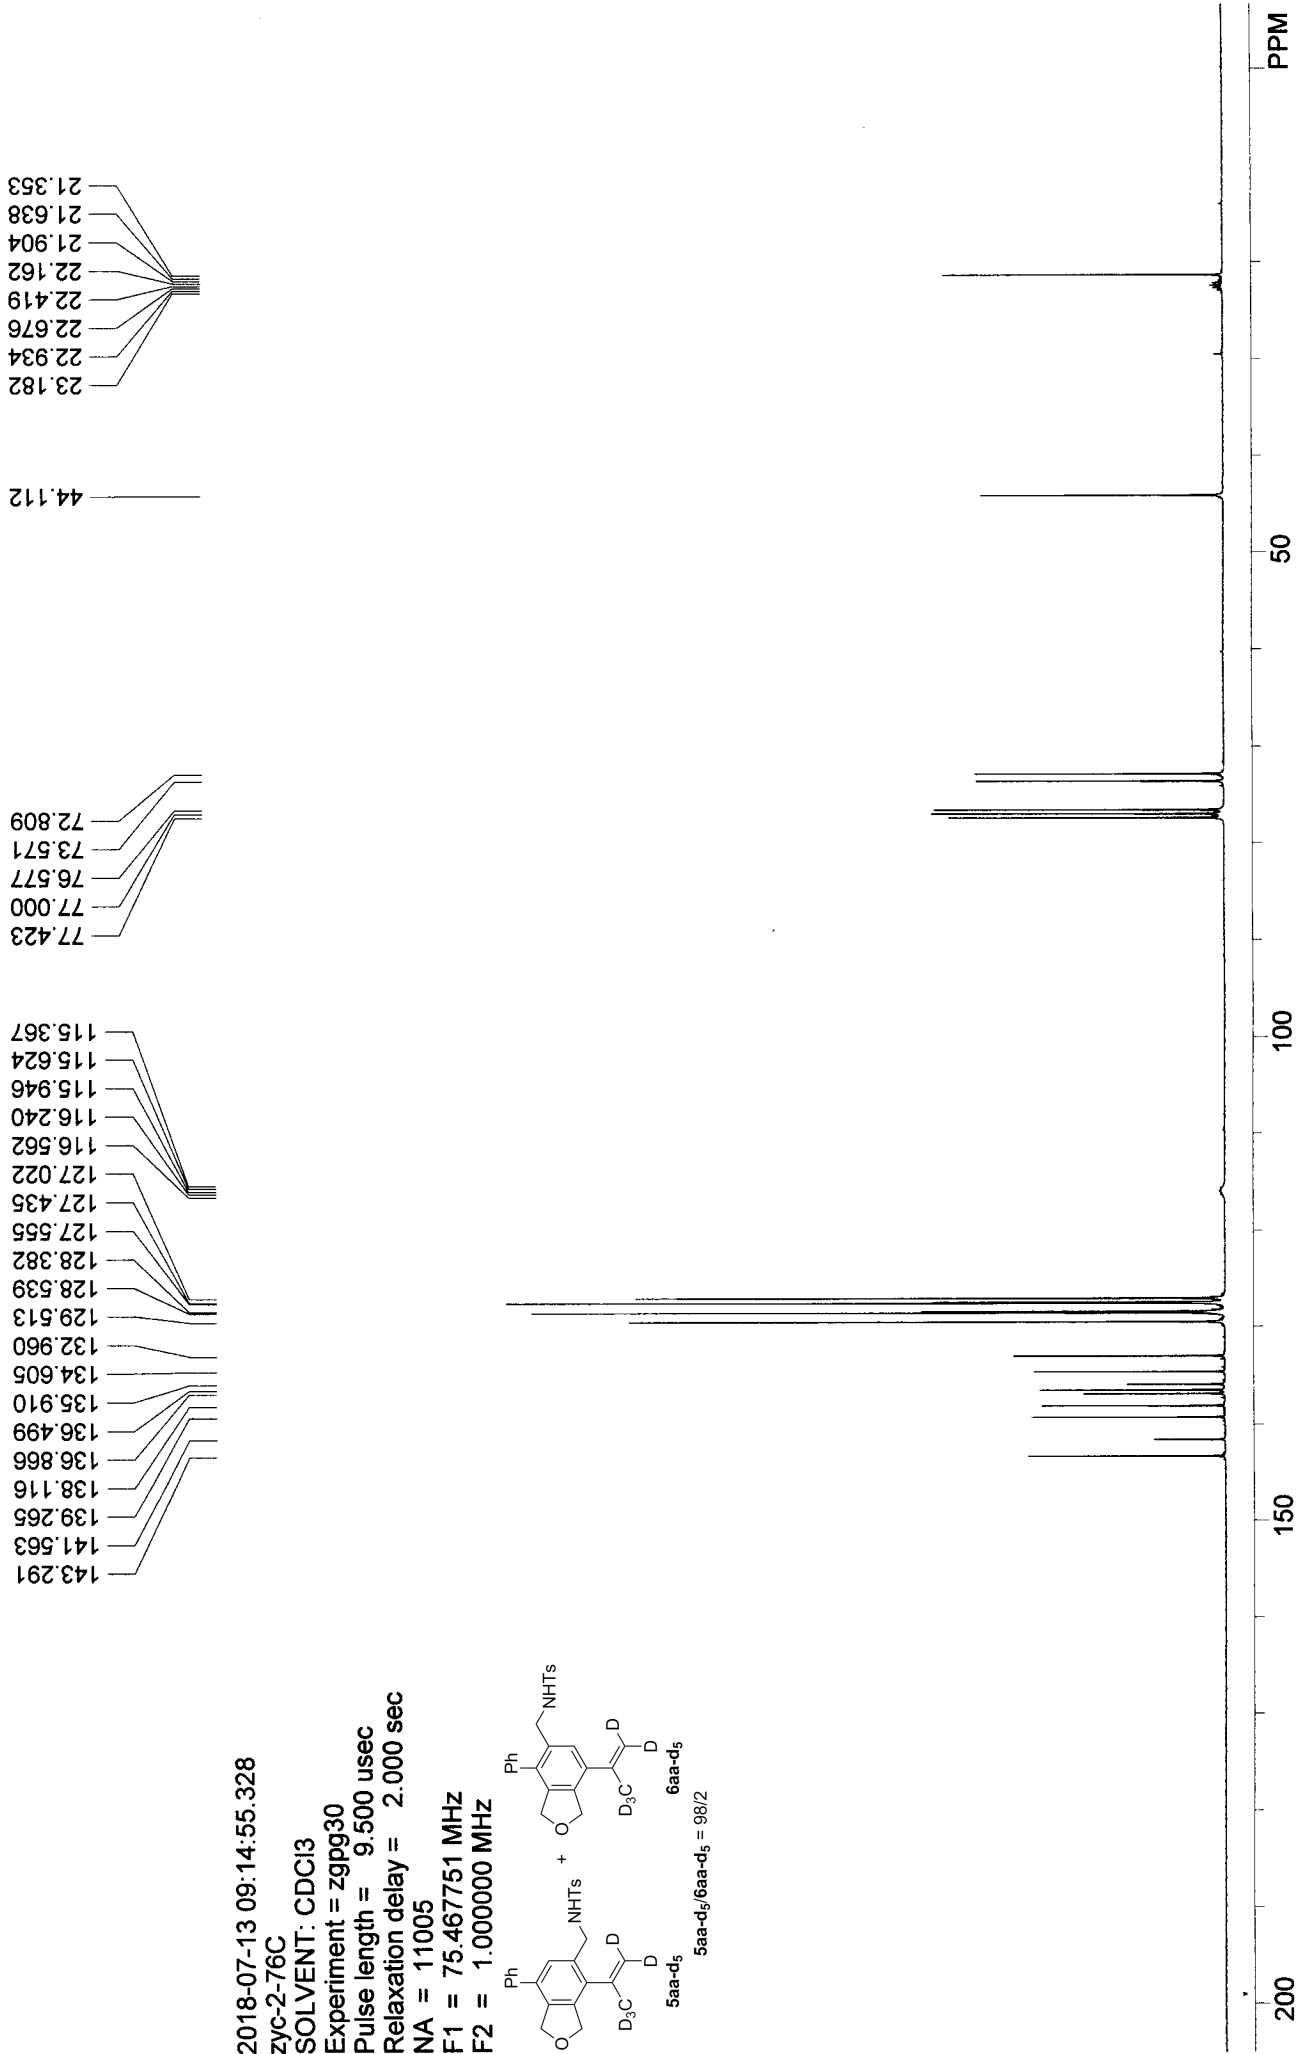 2018-07-13 09:14:55.328
zyc-2-76C
SOLVENT: CDCl3
Experiment = zgpg30
Pulse length = 9.500 usec
Relaxation delay = 2.000 sec
NA = 11005
F1 = 75.467751 MHz
F2 = 1.000000 MHz
Ph
NHTs
O
D3C
D
D
5aa-d5
+
Ph
NHTs
O
D3C
D
D
6aa-d5
5aa-d5/6aa-d5 = 98/2
143.291
141.563
139.265
138.116
136.866
136.499
135.910
134.605
132.960
129.513
128.539
128.382
127.555
127.435
127.022
116.562
116.240
115.946
115.624
115.367
77.423
77.000
76.577
73.571
72.809
44.112
23.182
22.934
22.676
22.419
22.162
21.904
21.638
21.353
200
150
100
50
PPM